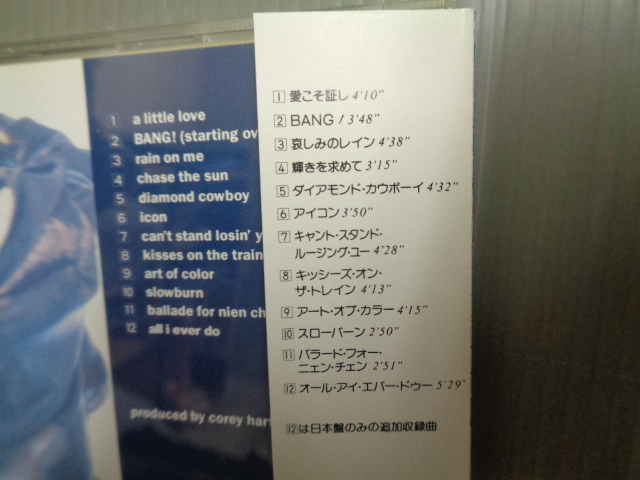 1 a little love
2 BANG! (starting ov
3 rain on me
4 chase the sun
5 diamond cowboy
6 icon
7 can't stand losin' y
8 kisses on the train
9 art of color
10 slowburn
11 ballade for nien ch
12 all i ever do
produced by corey hart
1 愛こそ証し 4'10"
2 BANG! 3'48"
3 哀しみのレイン 4'38"
4 輝きを求めて 3'15"
5 ダイアモンド・カウボーイ 4'32"
6 アイコン 3'50"
7 キャント・スタンド・
ルージング・ユー 4'28"
8 キッシーズ・オン・
ザ・トレイン 4'13"
9 アート・オブ・カラー 4'15"
10 スローバーン 2'50"
11 バラード・フォー・
ニェン・チェン 2'51"
12 オール・アイ・エバー・ドゥー 5'29"
12は日本盤のみの追加収録曲